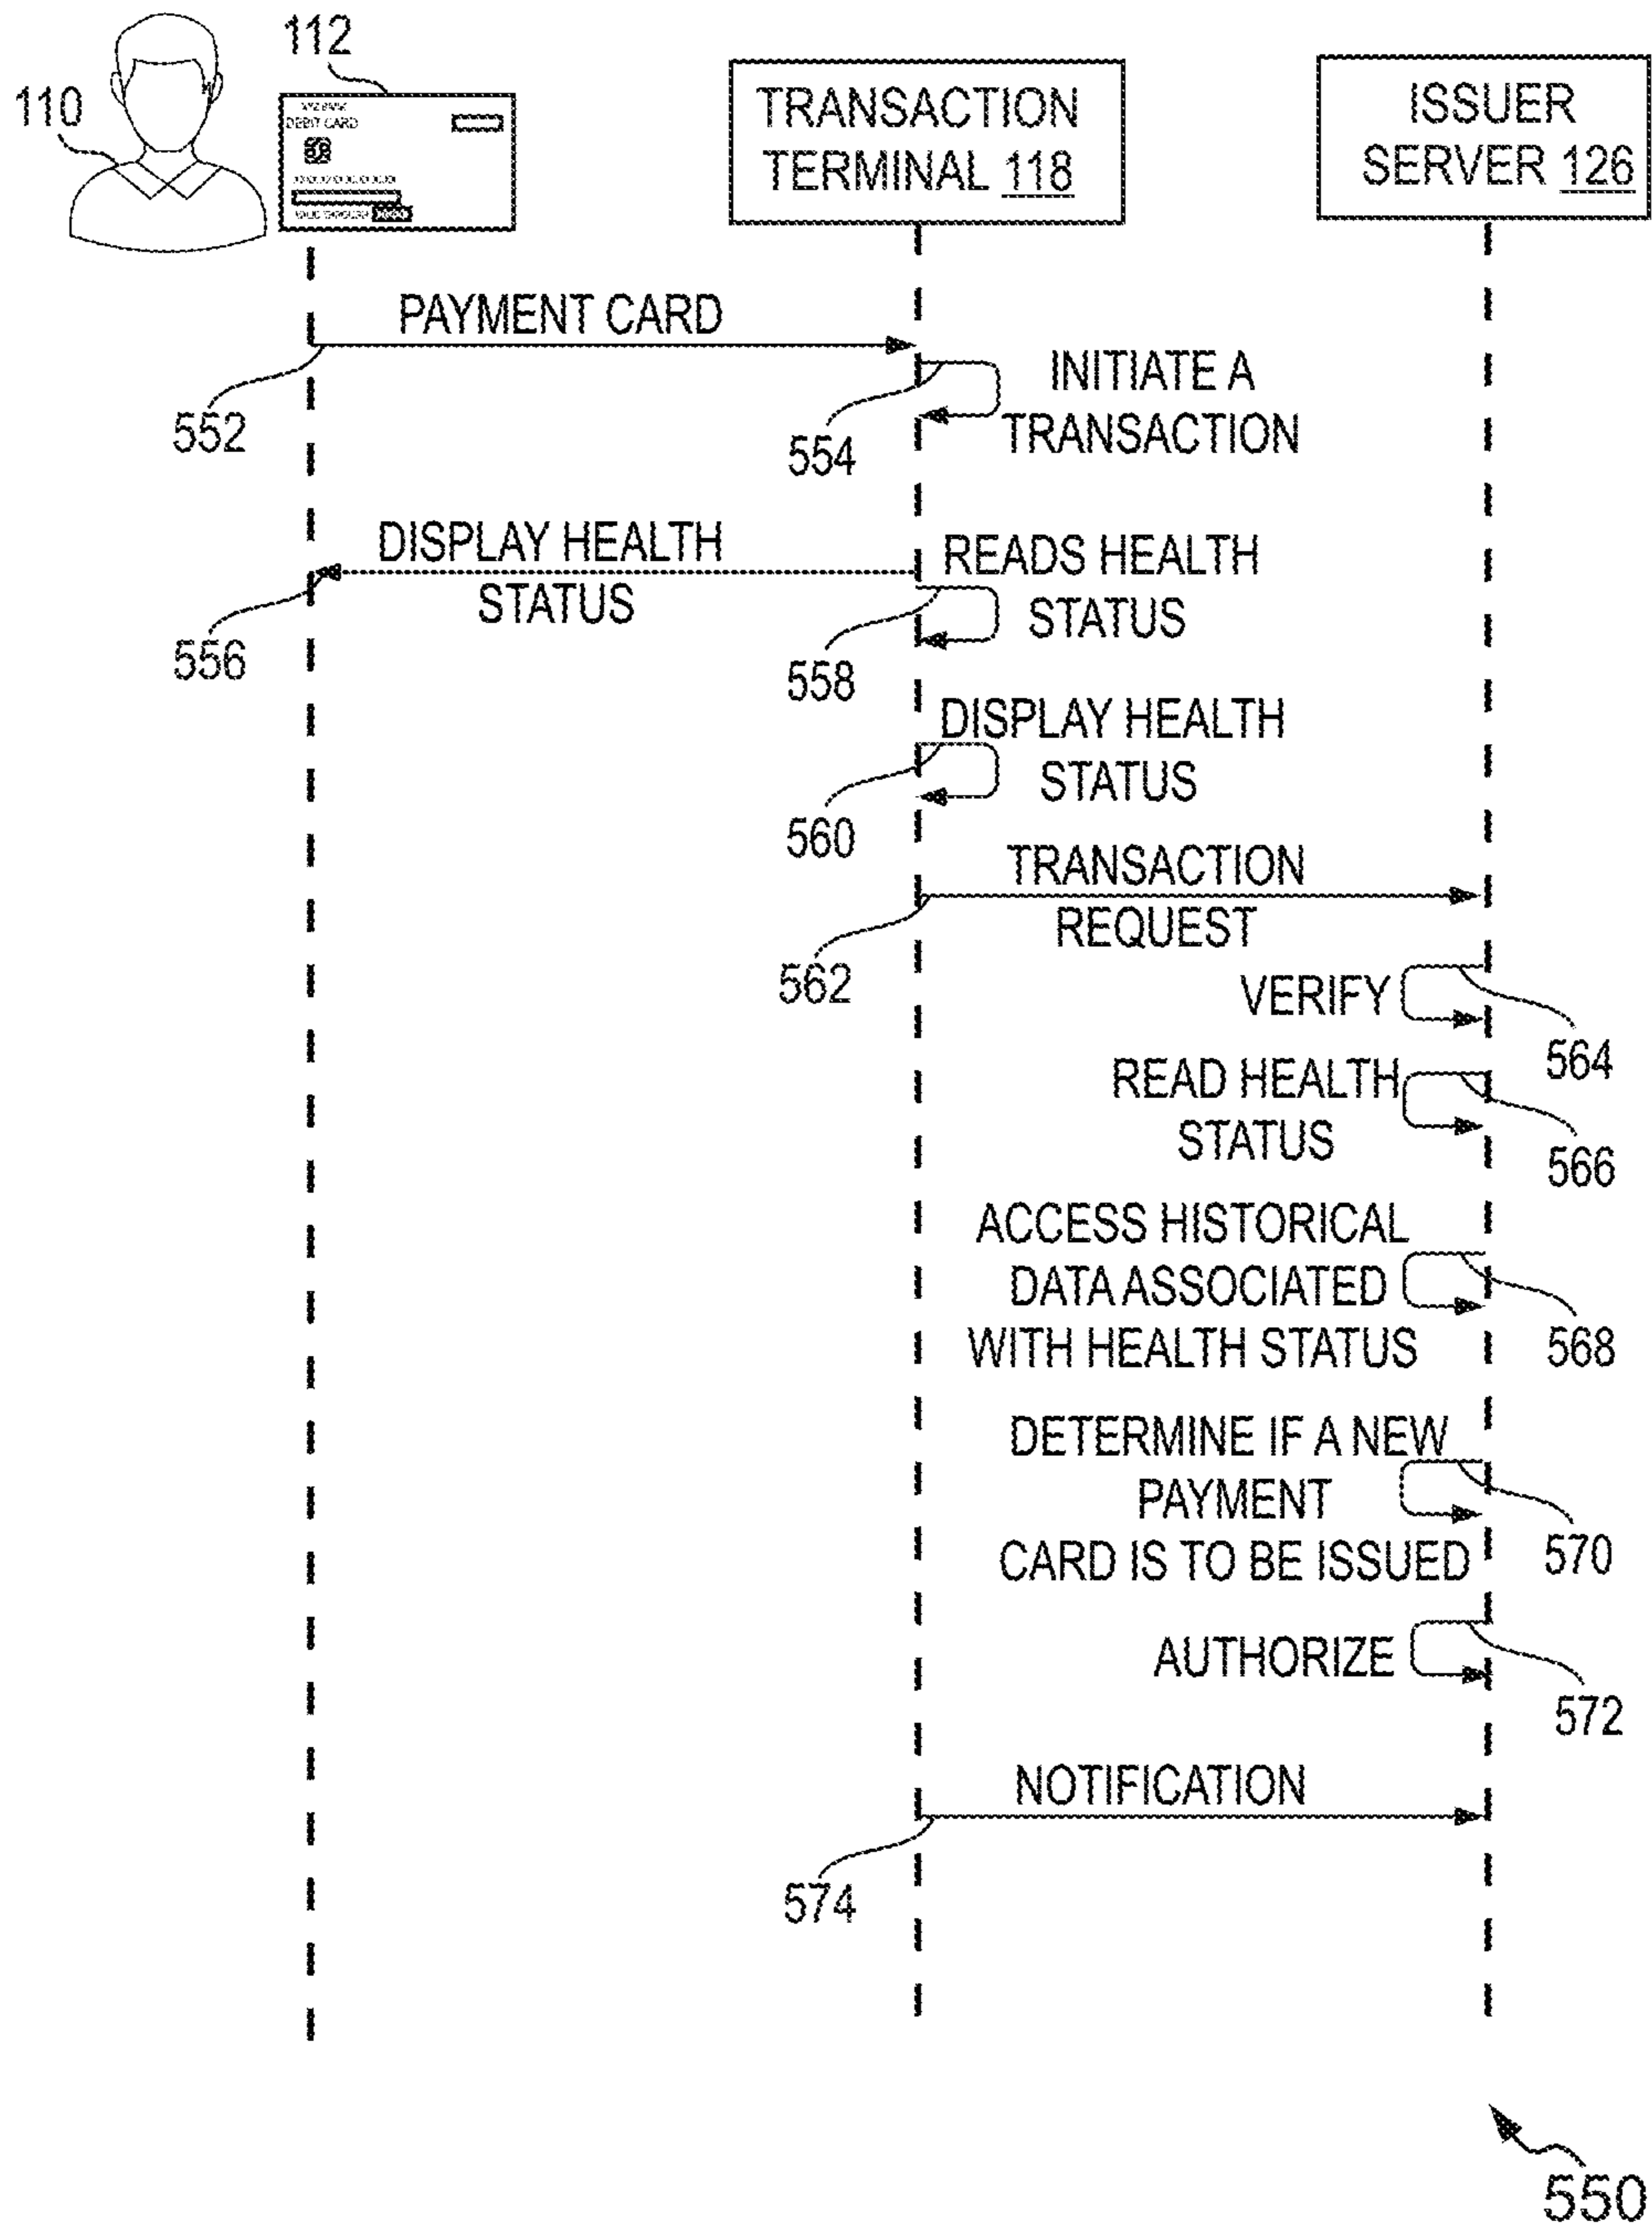 112
110
DEBIT CARD
TRANSACTION
TERMINAL 118
ISSUER
SERVER 126
PAYMENT CARD
552
INITIATE A
TRANSACTION
554
DISPLAY HEALTH
STATUS
556
READS HEALTH
STATUS
558
DISPLAY HEALTH
STATUS
560
TRANSACTION
REQUEST
562
VERIFY
564
READ HEALTH
STATUS
566
ACCESS HISTORICAL
DATA ASSOCIATED
WITH HEALTH STATUS
568
DETERMINE IF A NEW
PAYMENT
CARD IS TO BE ISSUED
570
AUTHORIZE
572
NOTIFICATION
574
550